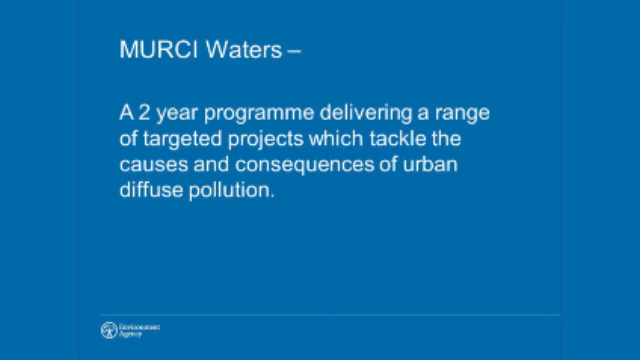 MURCI Waters –
A 2 year programme delivering a range
of targeted projects which tackle the
causes and consequences of urban
diffuse pollution.
Environment
Agency